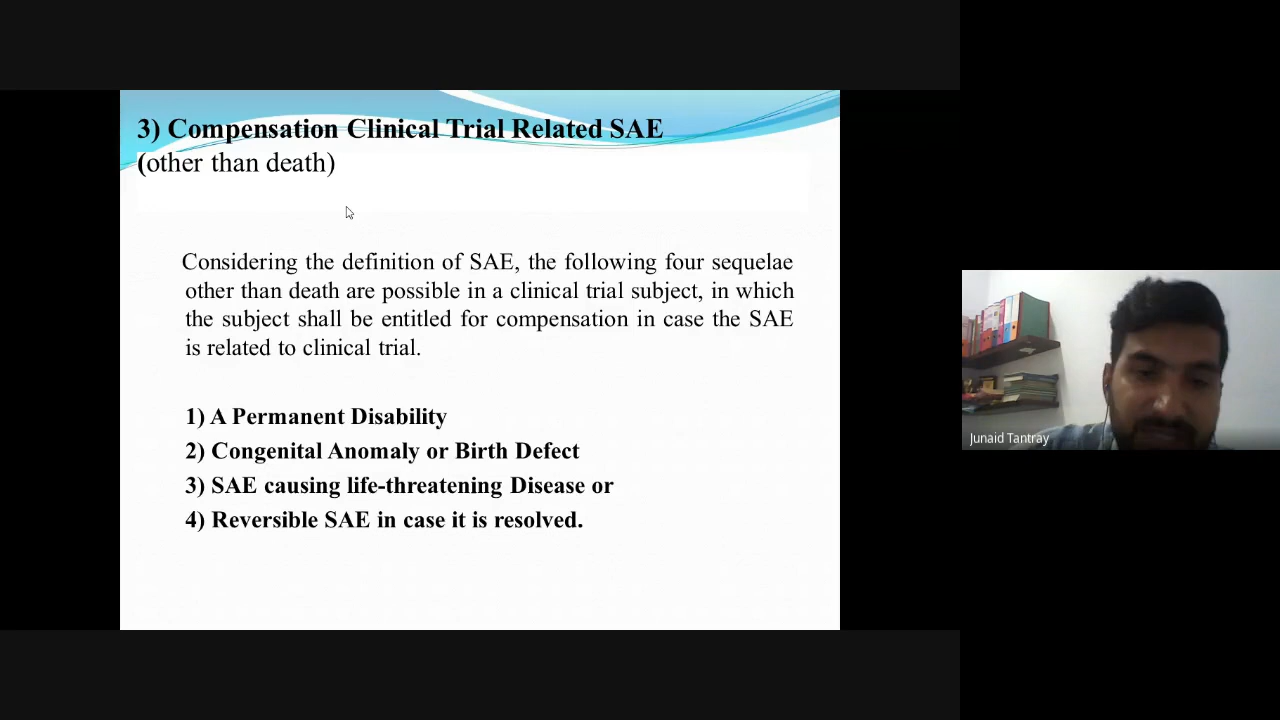 3) Compensation Clinical Trial Related SAE
(other than death)
Considering the definition of SAE, the following four sequelae
other than death are possible in a clinical trial subject, in which
the subject shall be entitled for compensation in case the SAE
is related to clinical trial.
1) A Permanent Disability
2) Congenital Anomaly or Birth Defect
3) SAE causing life-threatening Disease or
4) Reversible SAE in case it is resolved.
Junaid Tantray